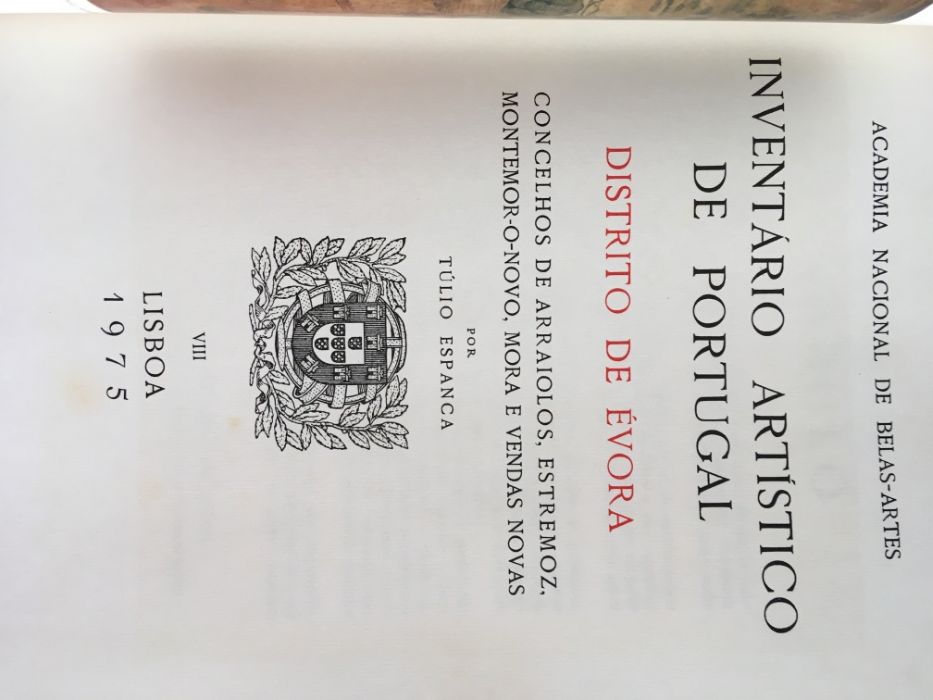 ACADEMIA NACIONAL DE BELAS-ARTES
INVENTÁRIO ARTÍSTICO
DE PORTUGAL
DISTRITO DE ÉVORA
CONCELHOS DE ARRAIOLOS, ESTREMOZ,
MONTEMOR-O-NOVO, MORA E VENDAS NOVAS
POR
TÚLIO ESPANCA
VIII
LISBOA
1975